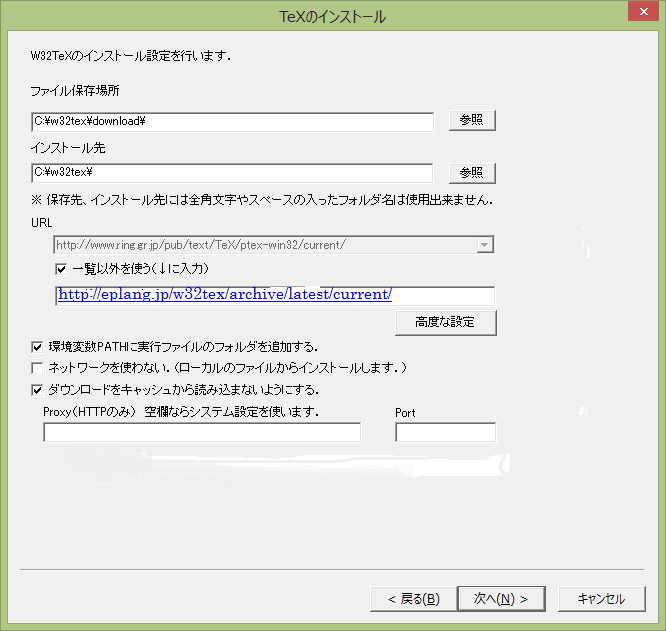 TeXのインストール
W32TeXのインストール設定を行います.
ファイル保存場所
C:¥w32tex¥download¥
参照
インストール先
C:¥w32tex¥
参照
※ 保存先、インストール先には全角文字やスペースの入ったフォルダ名は使用出来ません.
URL
http://www.ring.gr.jp/pub/text/TeX/ptex-win32/current/
一覧以外を使う(↓に入力)
http://eplang.jp/w32tex/archive/latest/current/
高度な設定
環境変数PATHに実行ファイルのフォルダを追加する.
ネットワークを使わない.(ローカルのファイルからインストールします.)
ダウンロードをキャッシュから読み込まないようにする.
Proxy(HTTPのみ) 空欄ならシステム設定を使います.
Port
< 戻る(B)
次へ(N) >
キャンセル